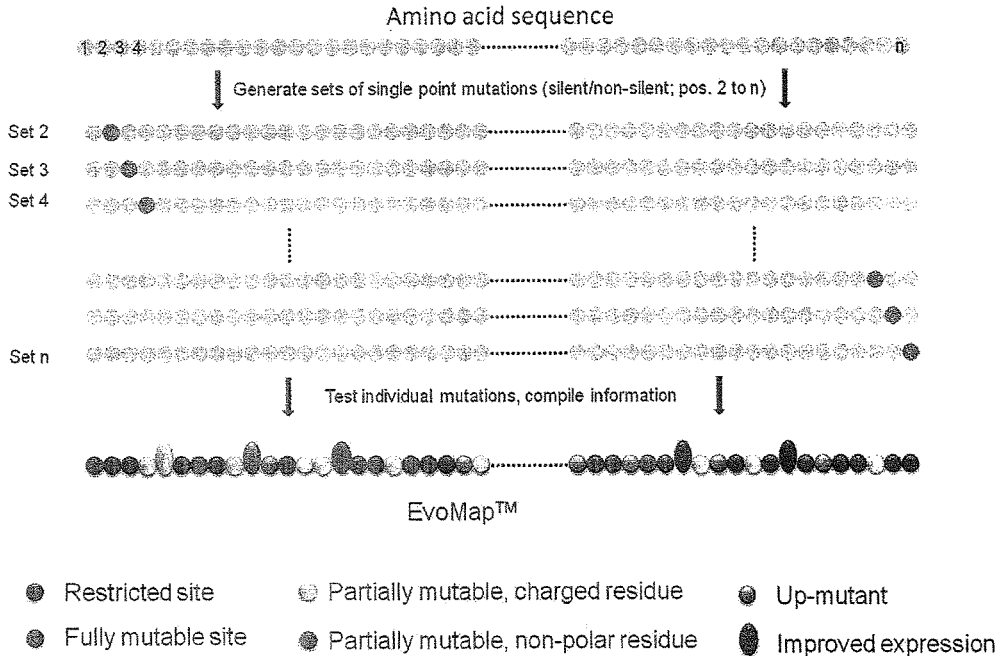 Amino acid sequence
1 2 3 4 n
Generate sets of single point mutations (silent/non-silent; pos. 2 to n)
Set 2
Set 3
Set 4
Set n
Test individual mutations, compile information
EvoMap™
Restricted site
Partially mutable, charged residue
Up-mutant
Fully mutable site
Partially mutable, non-polar residue
Improved expression